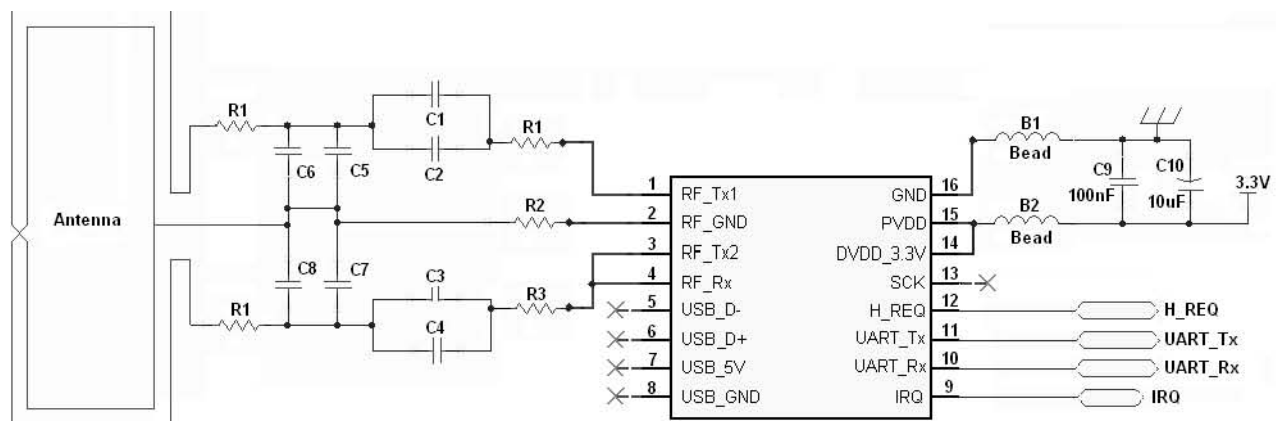 Antenna
R1
C6
C5
C1
C2
R1
R2
C8
C7
C3
C4
R1
R3
1 RF_Tx1
2 RF_GND
3 RF_Tx2
4 RF_Rx
5 USB_D-
6 USB_D+
7 USB_5V
8 USB_GND
GND 16
PVDD 15
DVDD_3.3V 14
SCK 13
H_REQ 12
UART_Tx 11
UART_Rx 10
IRQ 9
B1
Bead
B2
Bead
C9
100nF
C10
10uF
3.3V
H_REQ
UART_Tx
UART_Rx
IRQ